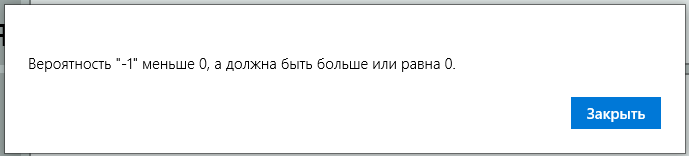 Вероятность "-1" меньше 0, а должна быть больше или равна 0.
Закрыть